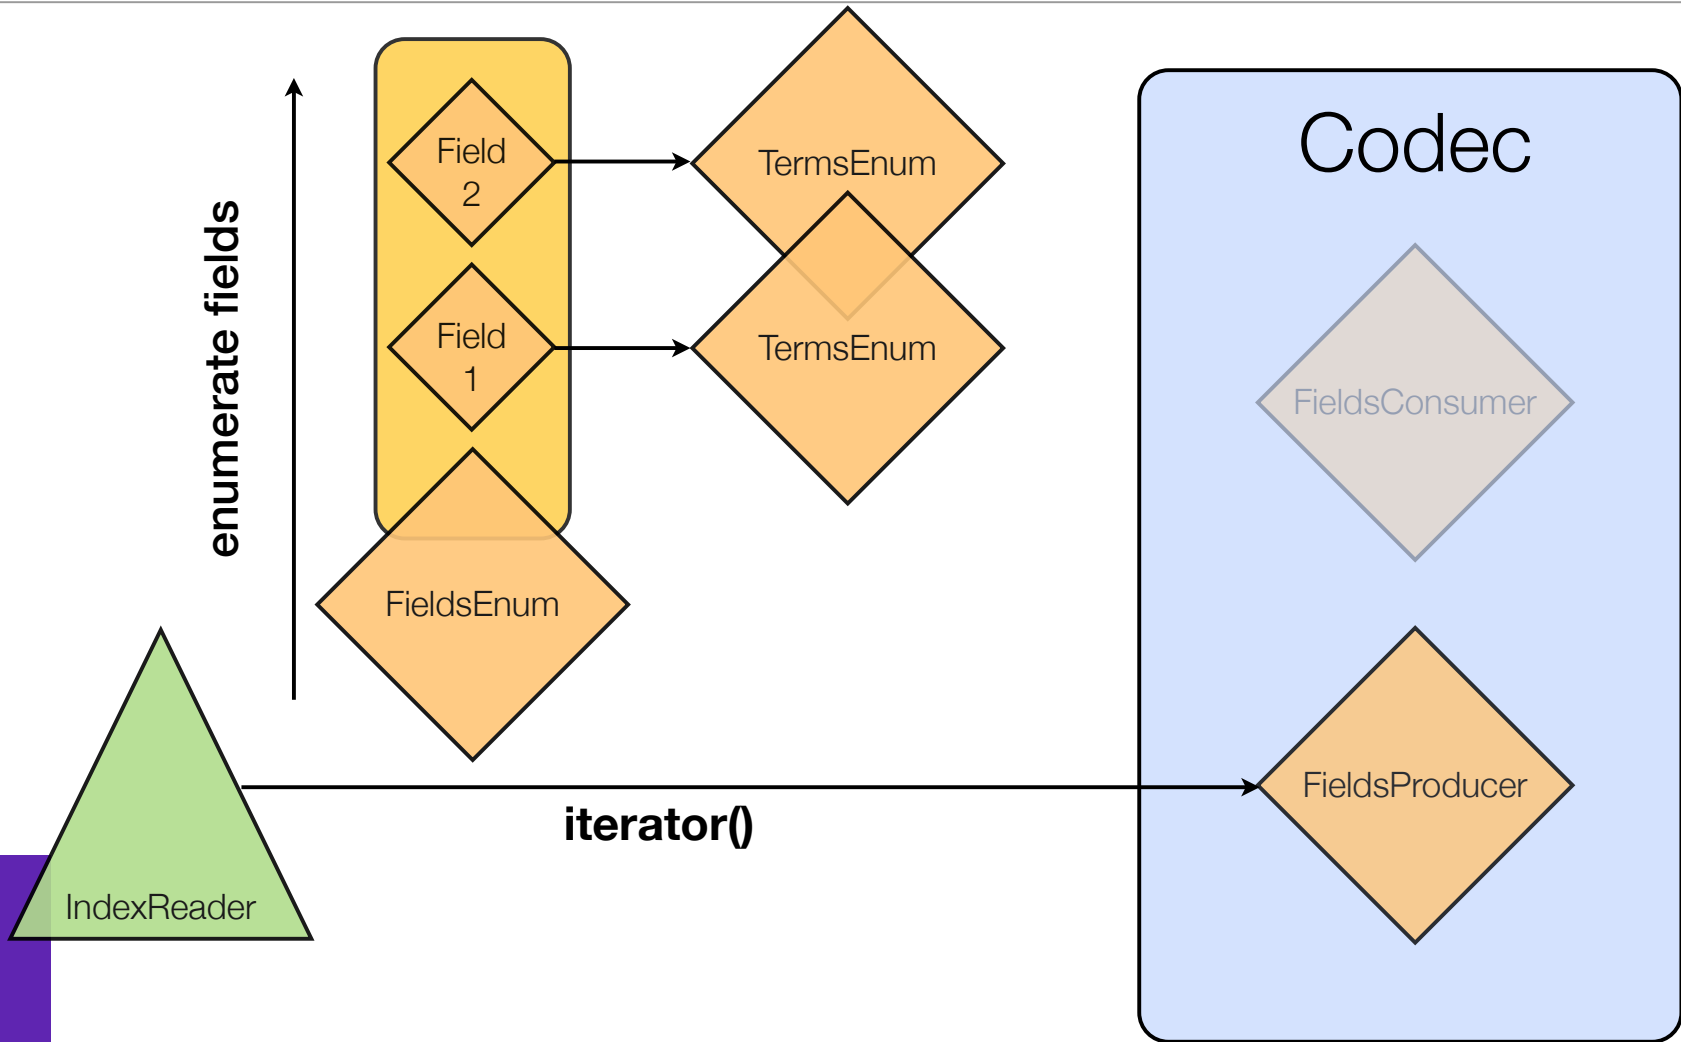 Codec
Field
2
TermsEnum
enumerate fields
Field
1
TermsEnum
FieldsConsumer
FieldsEnum
FieldsProducer
iterator()
IndexReader